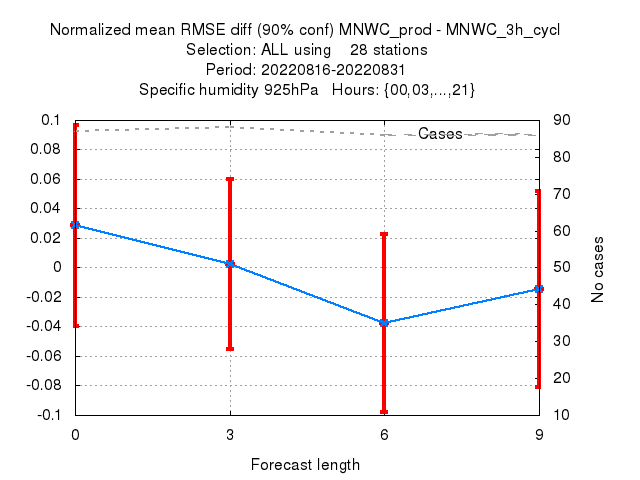 Normalized mean RMSE diff (90% conf) MNWC_prod - MNWC_3h_cycl
Selection: ALL using 28 stations
Period: 20220816-20220831
Specific humidity 925hPa Hours: {00,03,...,21}
0.1
0.08
0.06
0.04
0.02
0
-0.02
-0.04
-0.06
-0.08
-0.1
Cases
90
80
70
60
50
40
30
20
10
No cases
0 3 6 9
Forecast length